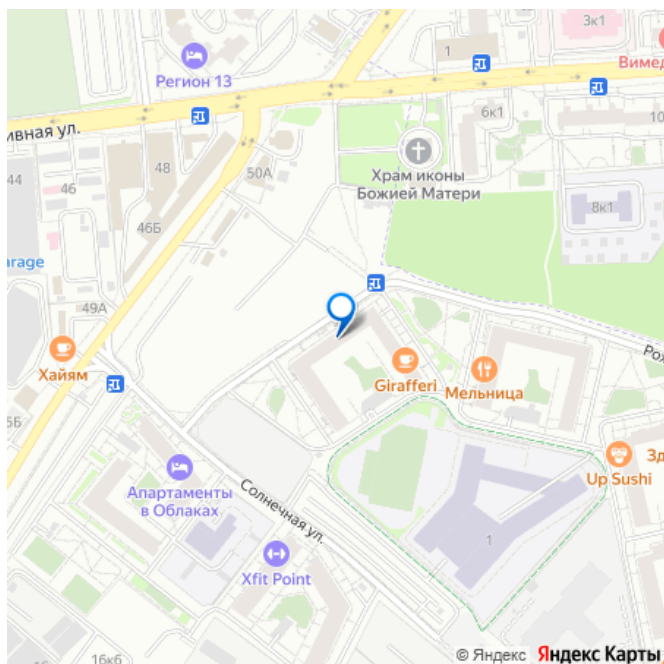 3к1
1
Вимед
Регион 13
ивная ул.
6к1
10
48
44
46
50А
Храм иконы
Божией Матери
46Б
8к1
arage
49А
Хайям
Girafferi
Мельница
Рож
5Б
Up Sushi
Зд
Апартаменты
в Облаках
Солнечная ул.
1
Xfit Point
16к6
© Яндекс Яндекс Карты